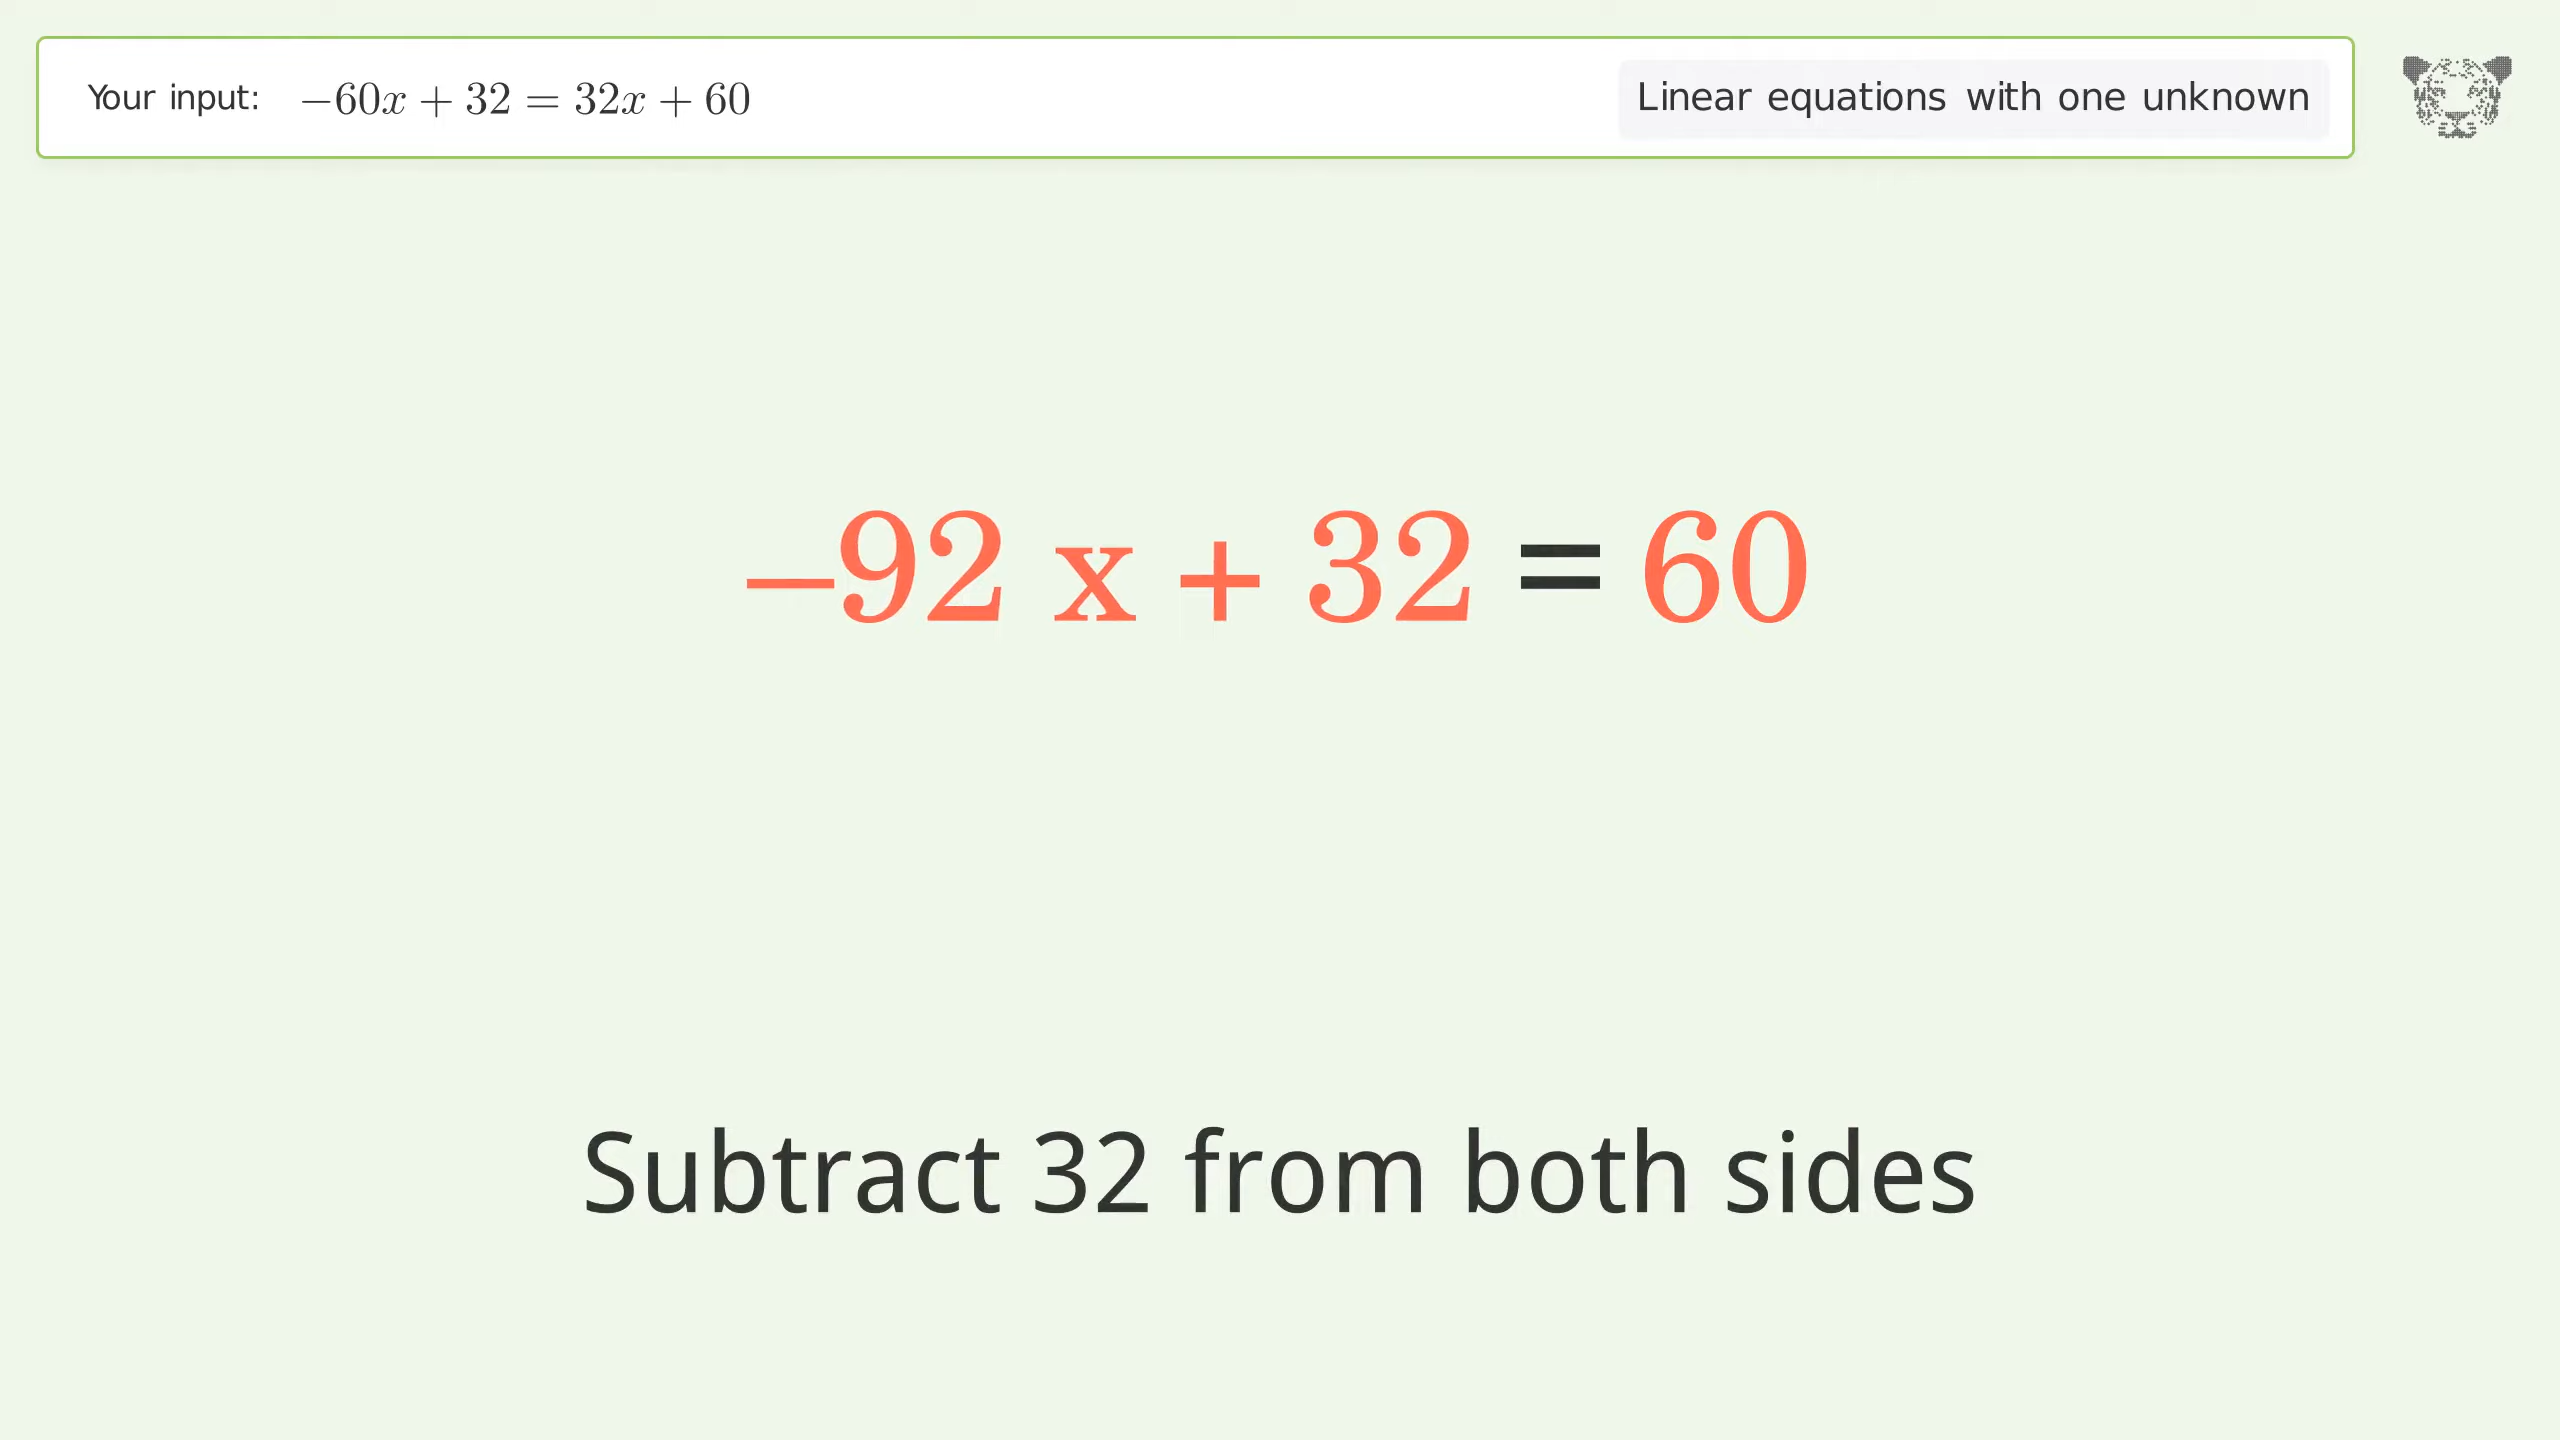 Your input: −60x + 32 = 32x + 60
Linear equations with one unknown
−92 x + 32 = 60
Subtract 32 from both sides